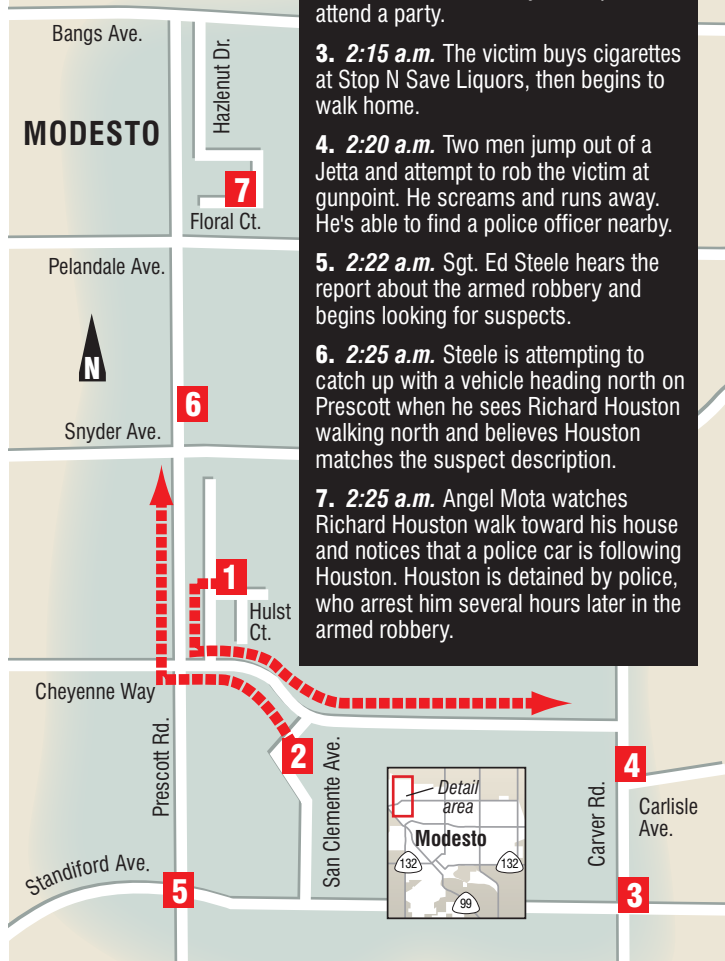 attend a party.
3. 2:15 a.m. The victim buys cigarettes
at Stop N Save Liquors, then begins to
walk home.
4. 2:20 a.m. Two men jump out of a
Jetta and attempt to rob the victim at
gunpoint. He screams and runs away.
He's able to find a police officer nearby.
5. 2:22 a.m. Sgt. Ed Steele hears the
report about the armed robbery and
begins looking for suspects.
6. 2:25 a.m. Steele is attempting to
catch up with a vehicle heading north on
Prescott when he sees Richard Houston
walking north and believes Houston
matches the suspect description.
7. 2:25 a.m. Angel Mota watches
Richard Houston walk toward his house
and notices that a police car is following
Houston. Houston is detained by police,
who arrest him several hours later in the
armed robbery.
Bangs Ave.
Hazlenut Dr.
MODESTO
7
Floral Ct.
Pelandale Ave.
N
6
Snyder Ave.
1
Hulst
Ct.
Cheyenne Way
Prescott Rd.
2
San Clemente Ave.
4
Carver Rd.
Carlisle
Ave.
Detail
area
Modesto
132
132
99
Standiford Ave.
5
3